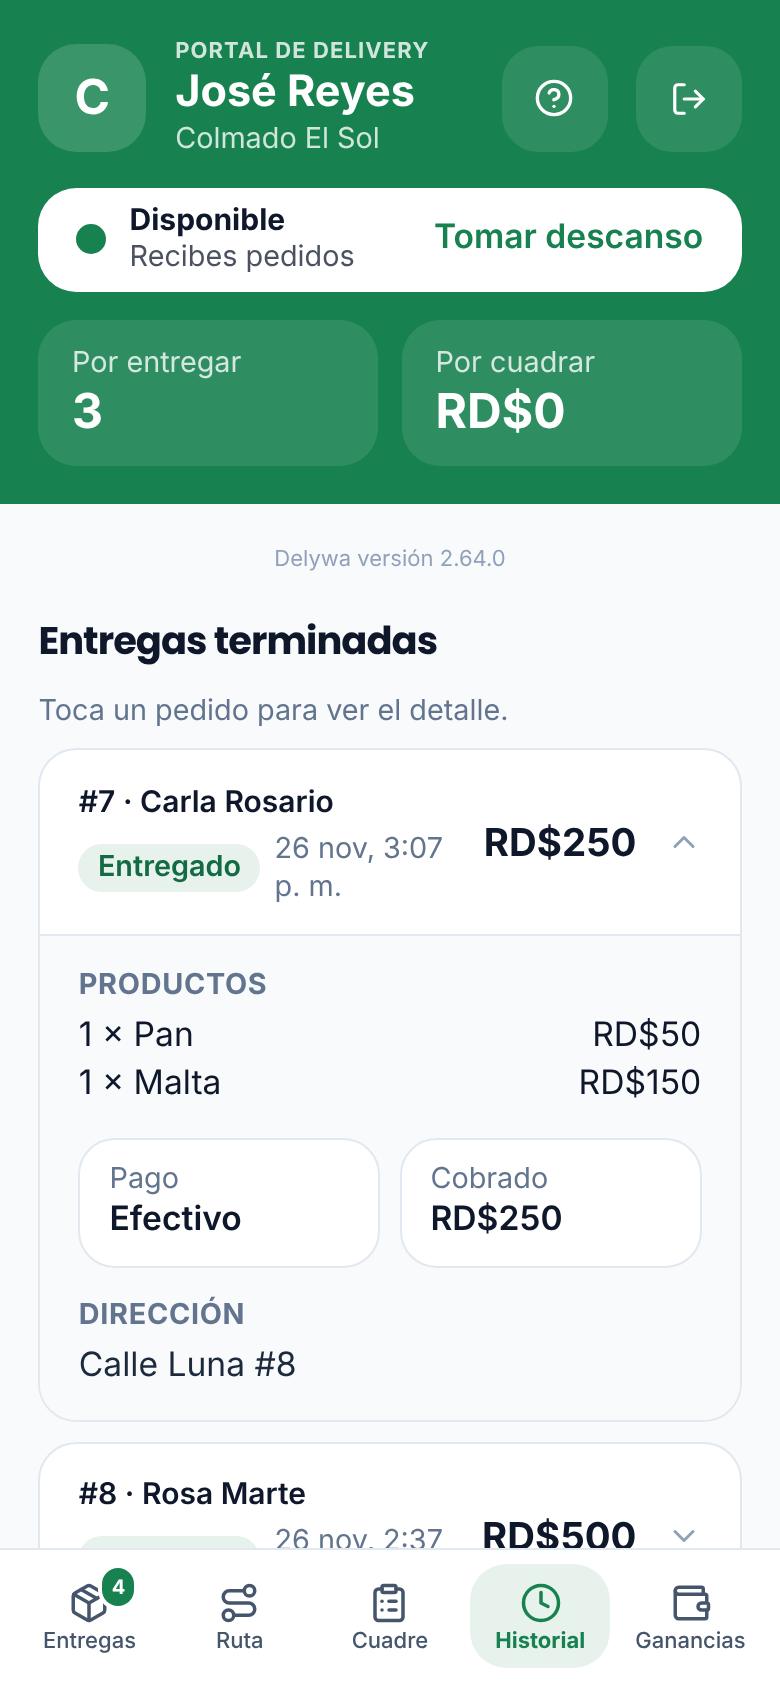 C
PORTAL DE DELIVERY
José Reyes
Colmado El Sol
Disponible
Recibes pedidos
Tomar descanso
Por entregar
3
Por cuadrar
RD$0
Delywa versión 2.64.0
Entregas terminadas
Toca un pedido para ver el detalle.
#7 · Carla Rosario
Entregado
26 nov, 3:07
p. m.
RD$250
PRODUCTOS
1 × Pan RD$50
1 × Malta RD$150
Pago
Efectivo
Cobrado
RD$250
DIRECCIÓN
Calle Luna #8
#8 · Rosa Marte
26 nov, 2:37
RD$500
4
Entregas
Ruta
Cuadre
Historial
Ganancias